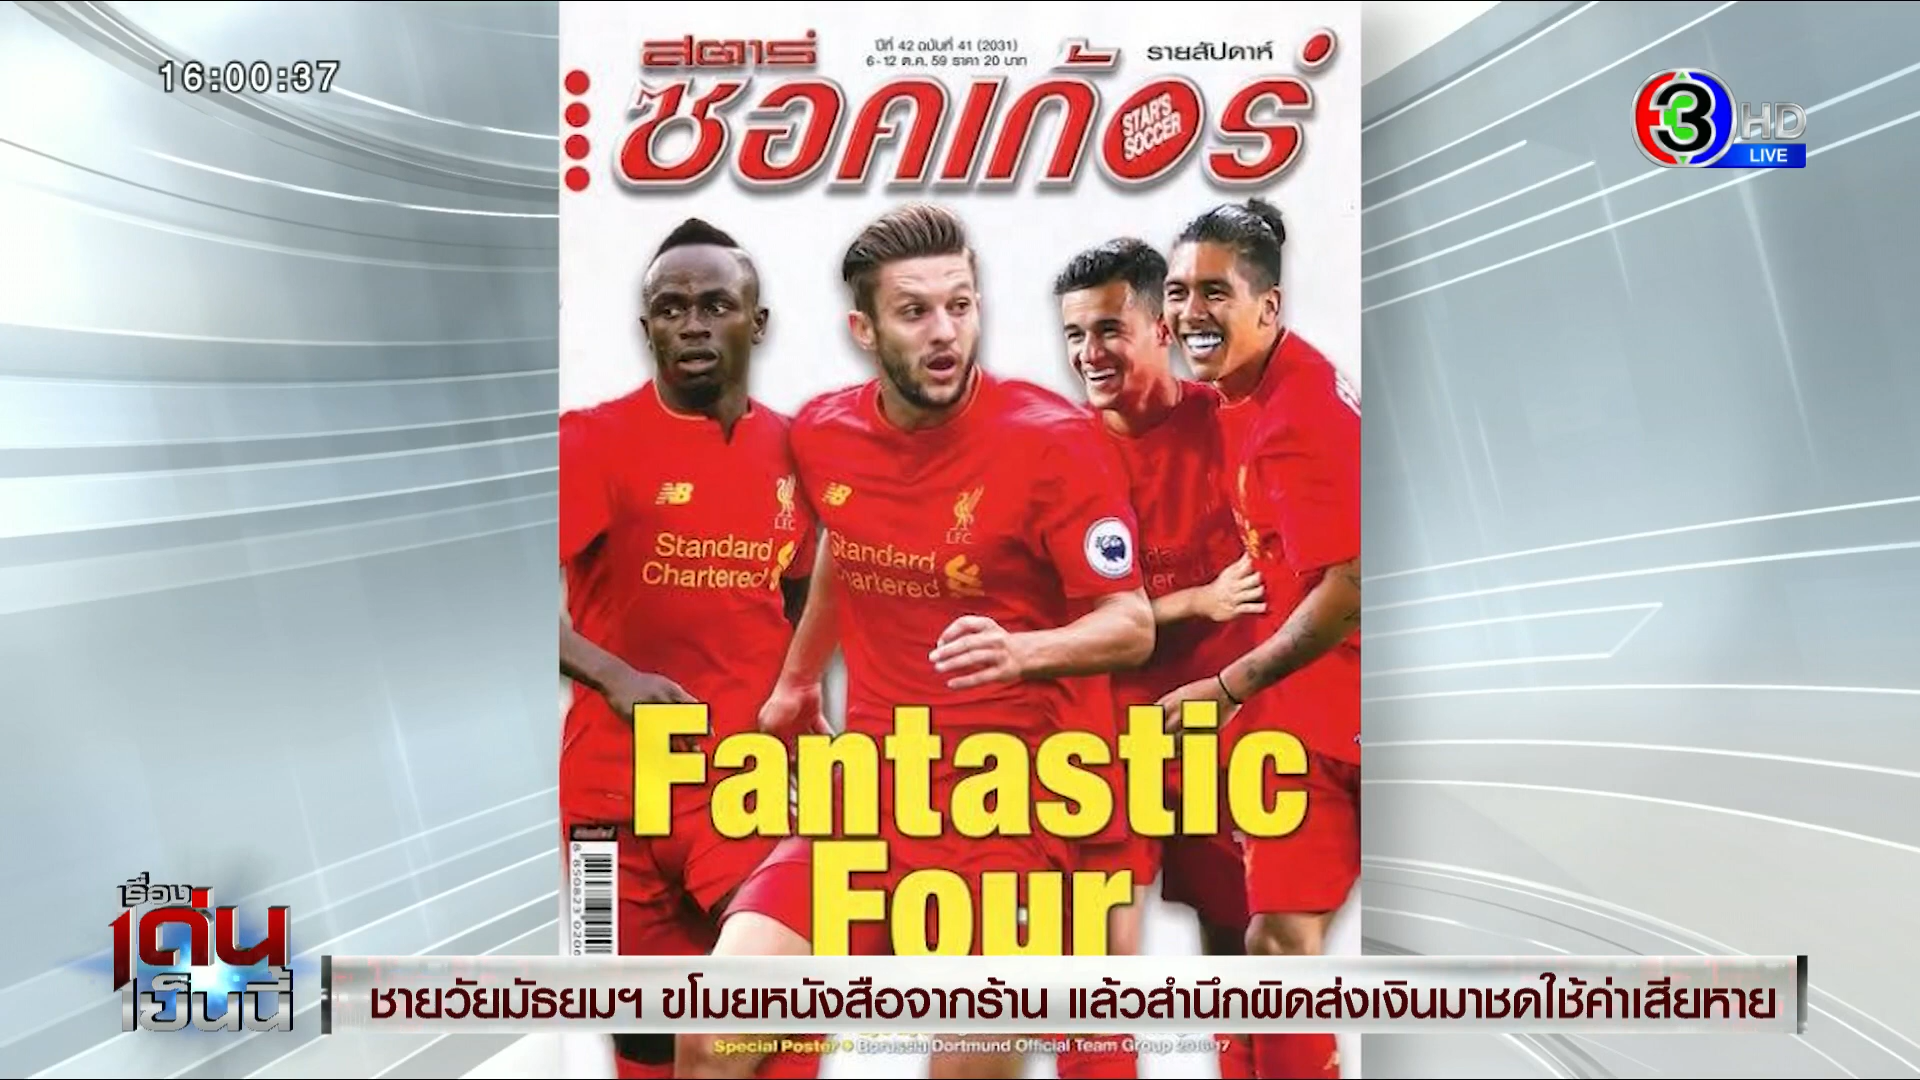 16:00:37
สตาร์
ปีที่ 42 ฉบับที่ 41 (2031)
6-12 ต.ค. 59 ราคา 20 บาท
รายสัปดาห์
ซอคเก้อร์
STAR'S
SOCCER
3 HD
LIVE
NB
L.F.C
Standard
Chartered
NB
L.F.C
Standard
Chartered
Fantastic
Four
เรื่อง
เด่น
เย็นนี้
ชายวัยมัธยมฯ ขโมยหนังสือจากร้าน แล้วสำนึกผิดส่งเงินมาชดใช้ค่าเสียหาย
Special Poster Borussia Dortmund Official Team Group 2016-17